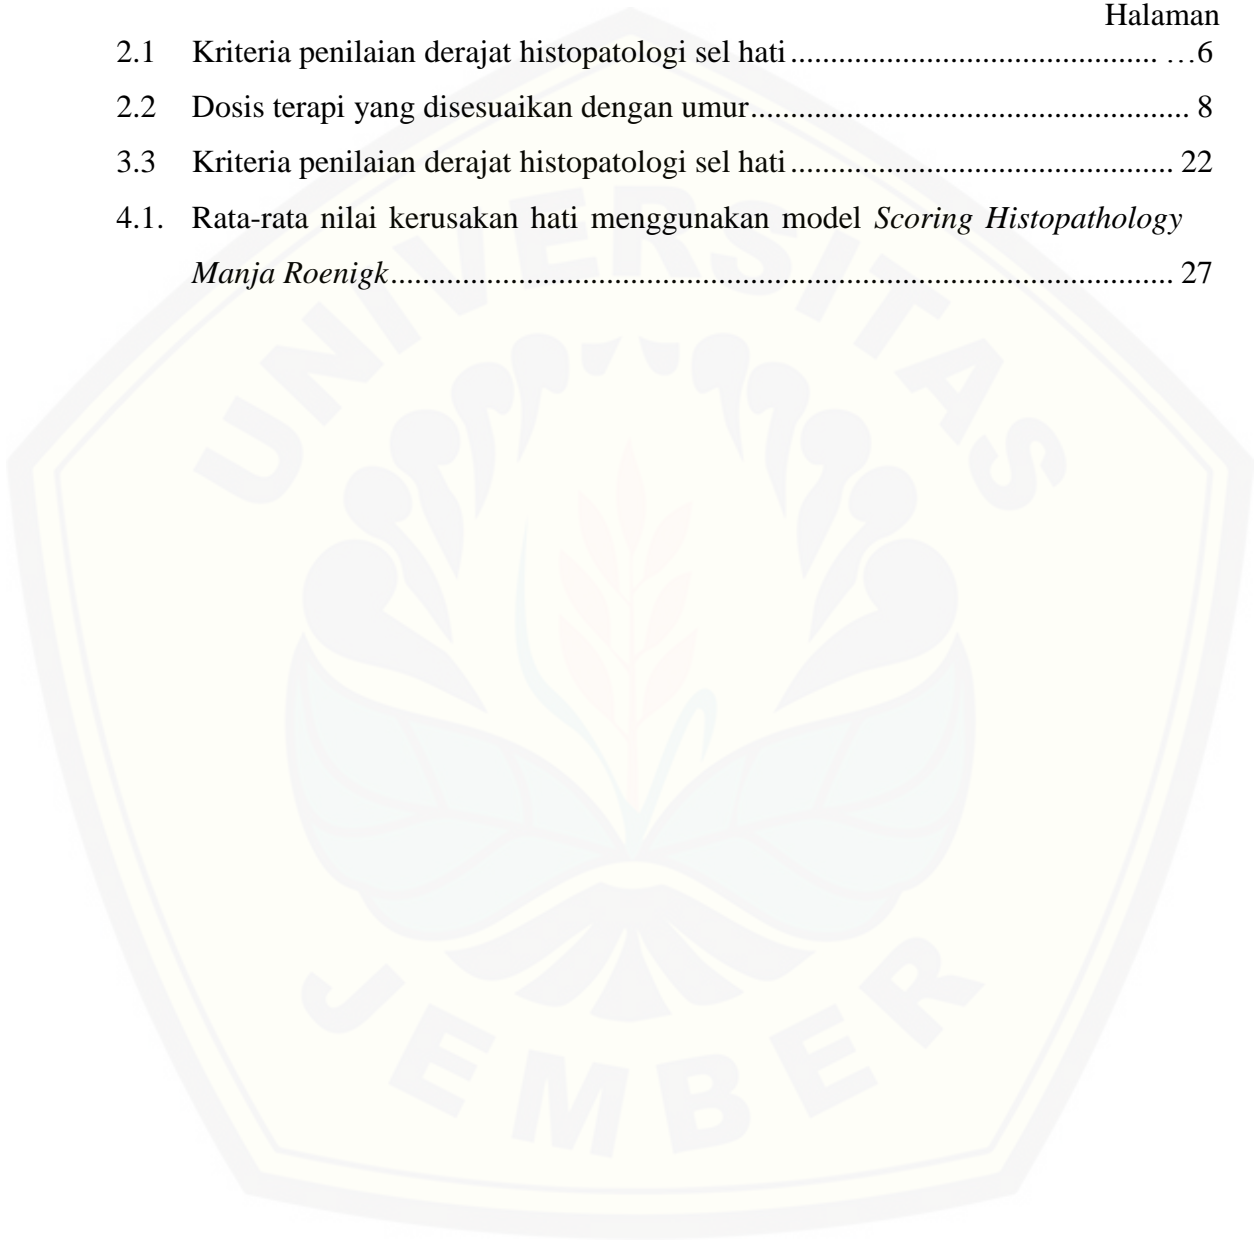 Halaman
2.1 Kriteria penilaian derajat histopatologi sel hati............................................. …6
2.2 Dosis terapi yang disesuaikan dengan umur...................................................... 8
3.3 Kriteria penilaian derajat histopatologi sel hati............................................... 22
4.1. Rata-rata nilai kerusakan hati menggunakan model Scoring Histopathology
Manja Roenigk................................................................................................ 27
UNIVERSITAS
JEMBER